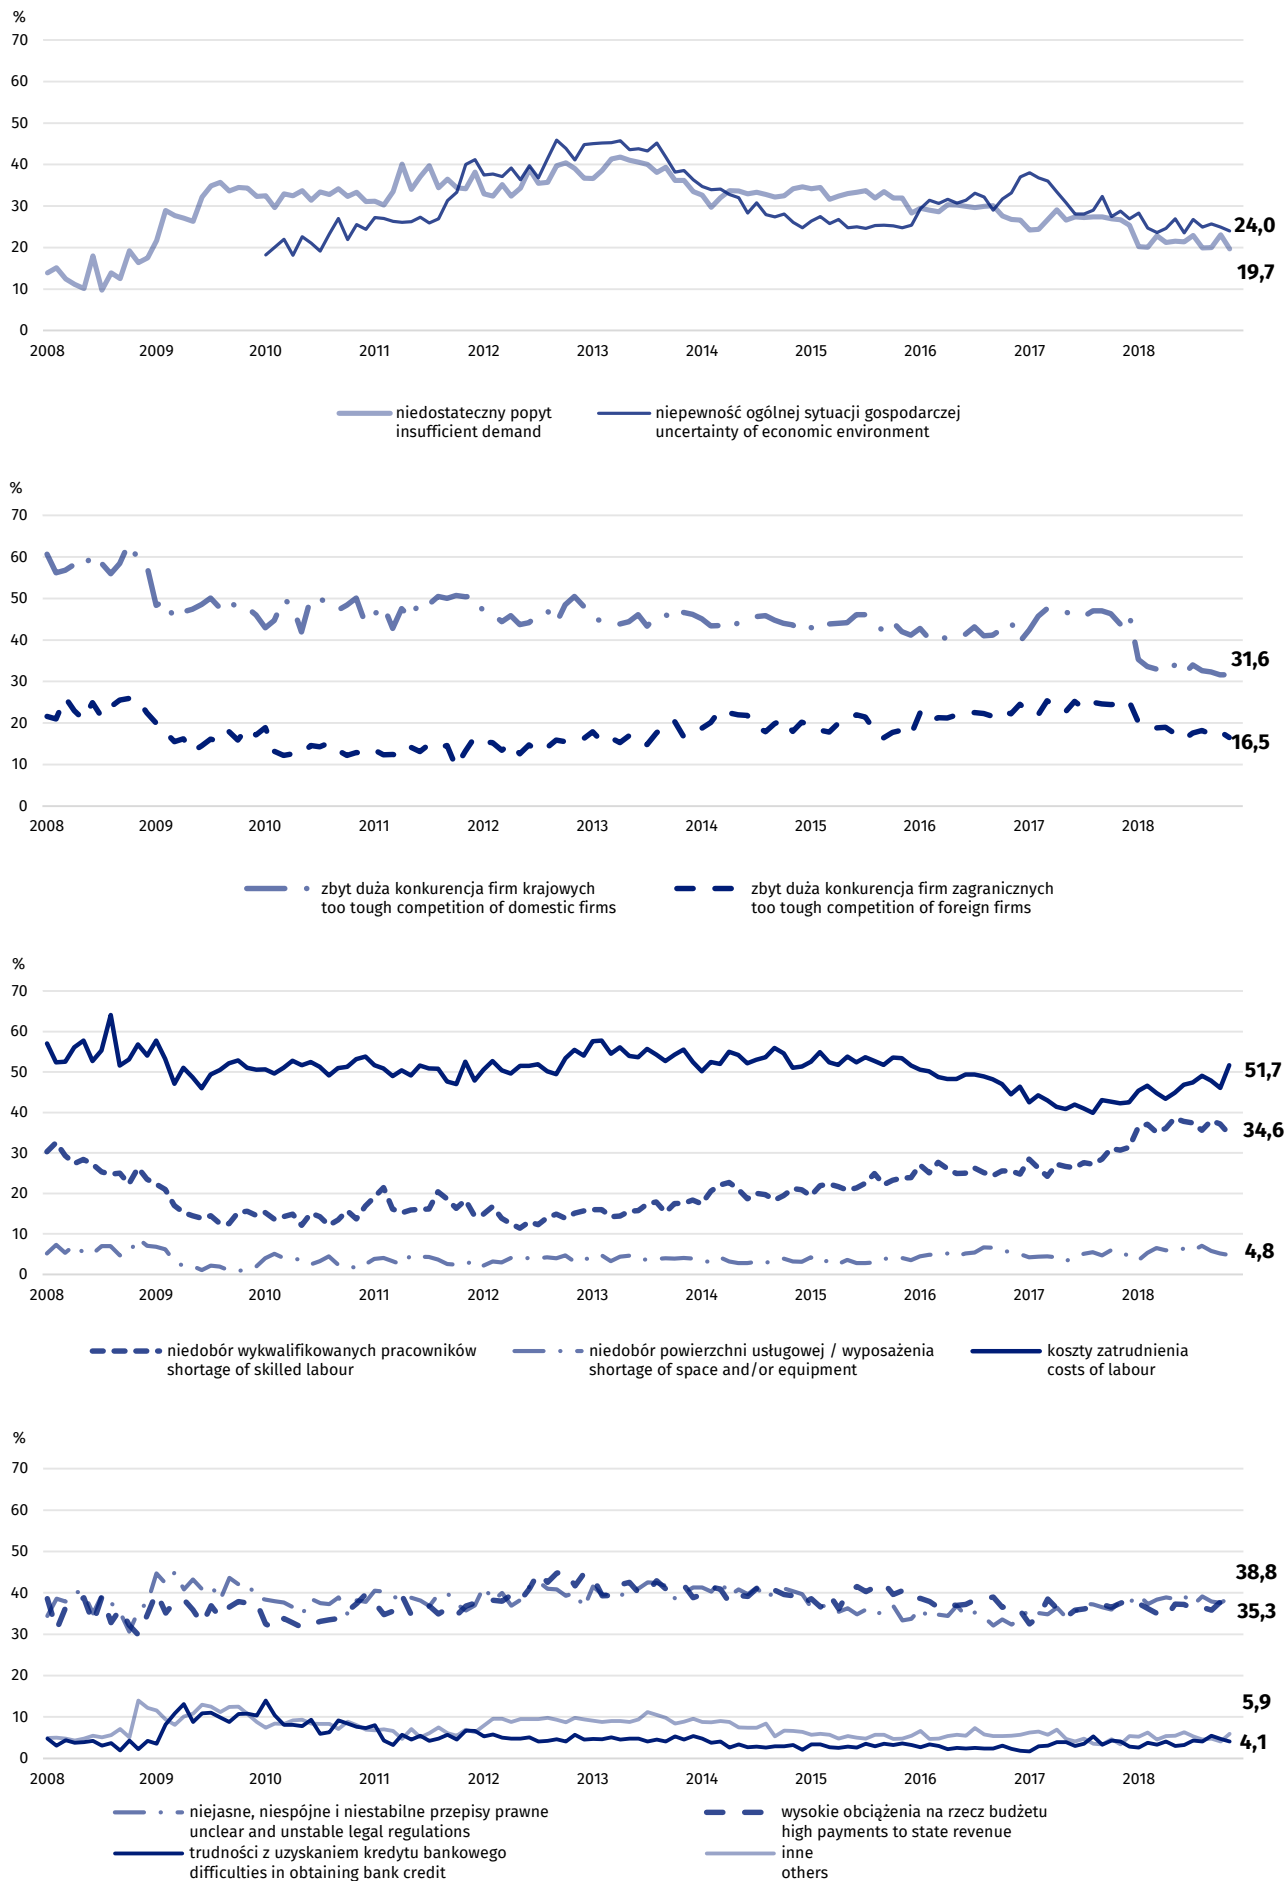 %
70
60
50
40
30
20
10
0
24,0
19,7
2008 2009 2010 2011 2012 2013 2014 2015 2016 2017 2018
niedostateczny popyt
insufficient demand
niepewność ogólnej sytuacji gospodarczej
uncertainty of economic environment
%
70
60
50
40
30
20
10
0
31,6
16,5
2008 2009 2010 2011 2012 2013 2014 2015 2016 2017 2018
zbyt duża konkurencja firm krajowych
too tough competition of domestic firms
zbyt duża konkurencja firm zagranicznych
too tough competition of foreign firms
%
70
60
50
40
30
20
10
0
51,7
34,6
4,8
2008 2009 2010 2011 2012 2013 2014 2015 2016 2017 2018
niedobór wykwalifikowanych pracowników
shortage of skilled labour
niedobór powierzchni usługowej / wyposażenia
shortage of space and/or equipment
koszty zatrudnienia
costs of labour
%
70
60
50
40
30
20
10
0
38,8
35,3
5,9
4,1
2008 2009 2010 2011 2012 2013 2014 2015 2016 2017 2018
niejasne, niespójne i niestabilne przepisy prawne
unclear and unstable legal regulations
wysokie obciążenia na rzecz budżetu
high payments to state revenue
trudności z uzyskaniem kredytu bankowego
difficulties in obtaining bank credit
inne
others